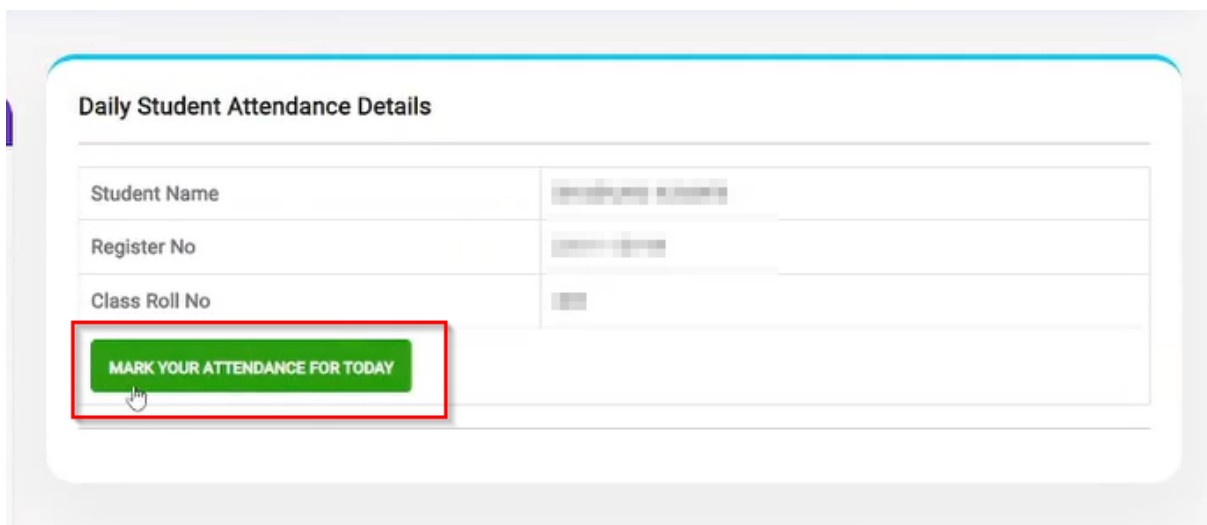 Daily Student Attendance Details
Student Name
Register No
Class Roll No
MARK YOUR ATTENDANCE FOR TODAY